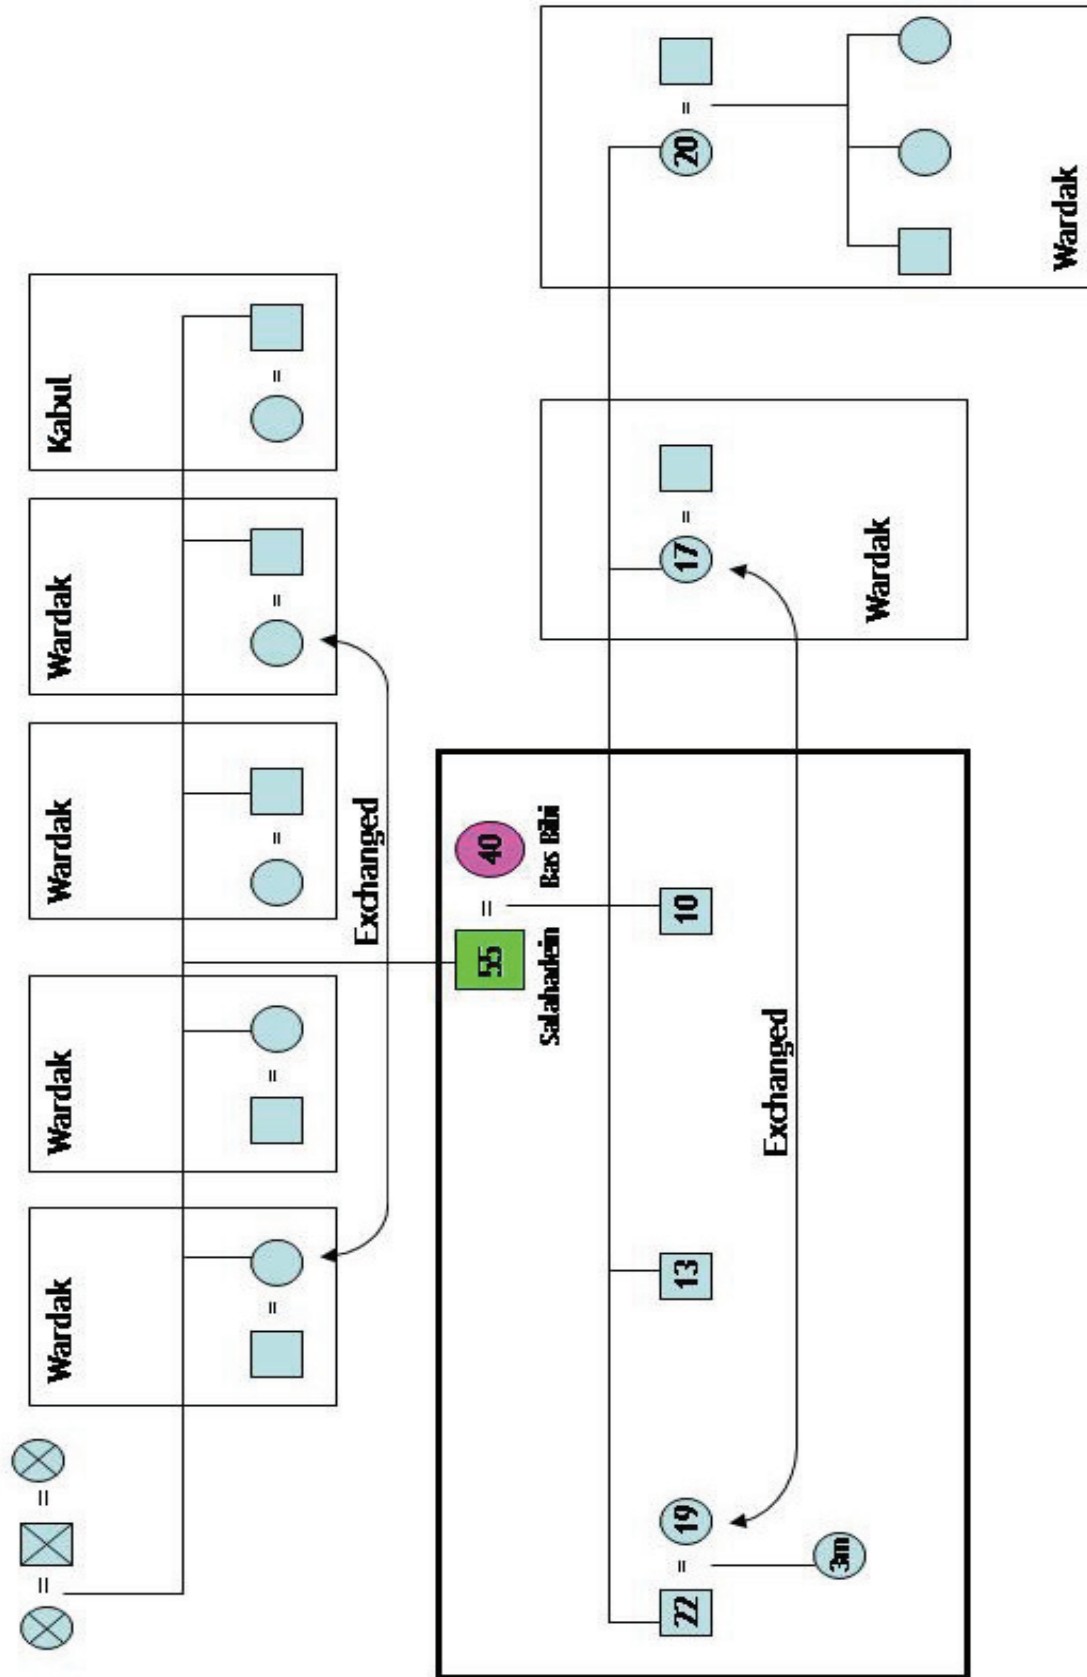 = =
Wardak Wardak Wardak Wardak Kabul
= = = = =
Exchanged
55 = 40
Salahadein Bas Bibi
22 = 19 13 10 17 = 20 =
Exchanged
3m
Wardak
Wardak